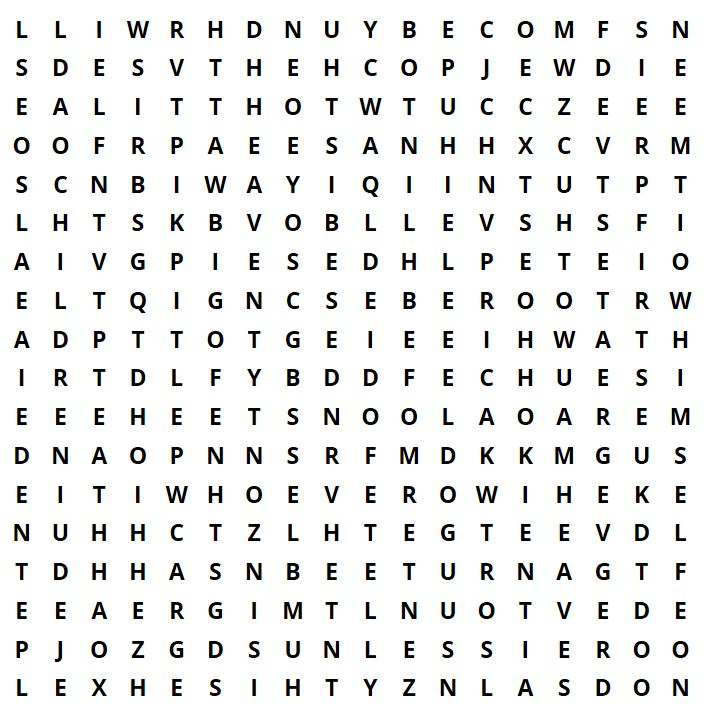 L L I W R H D N U Y B E C O M F S N
S D E S V T H E H C O P J E W D I E
E A L I T T H O T W T U C C Z E E E
O O F R P A E E S A N H H X C V R M
S C N B I W A Y I Q I I N T U T P T
L H T S K B V O B L L E V S H S F I
A I V G P I E S E D H L P E T E I O
E L T Q I G N C S E B E R O O T R W
A D P T T O T G E I E E I H W A T H
I R T D L F Y B D D F E C H U E S I
E E E H E E T S N O O L A O A R E M
D N A O P N N S R F M D K K M G U S
E I T I W H O E V E R O W I H E K E
N U H H C T Z L H T E G T E E V D L
T D H H A S N B E E T U R N A G T F
E E A E R G I M T L N U O T V E D E
P J O Z G D S U N L E S S I E R O O
L E X H E S I H T Y Z N L A S D O N